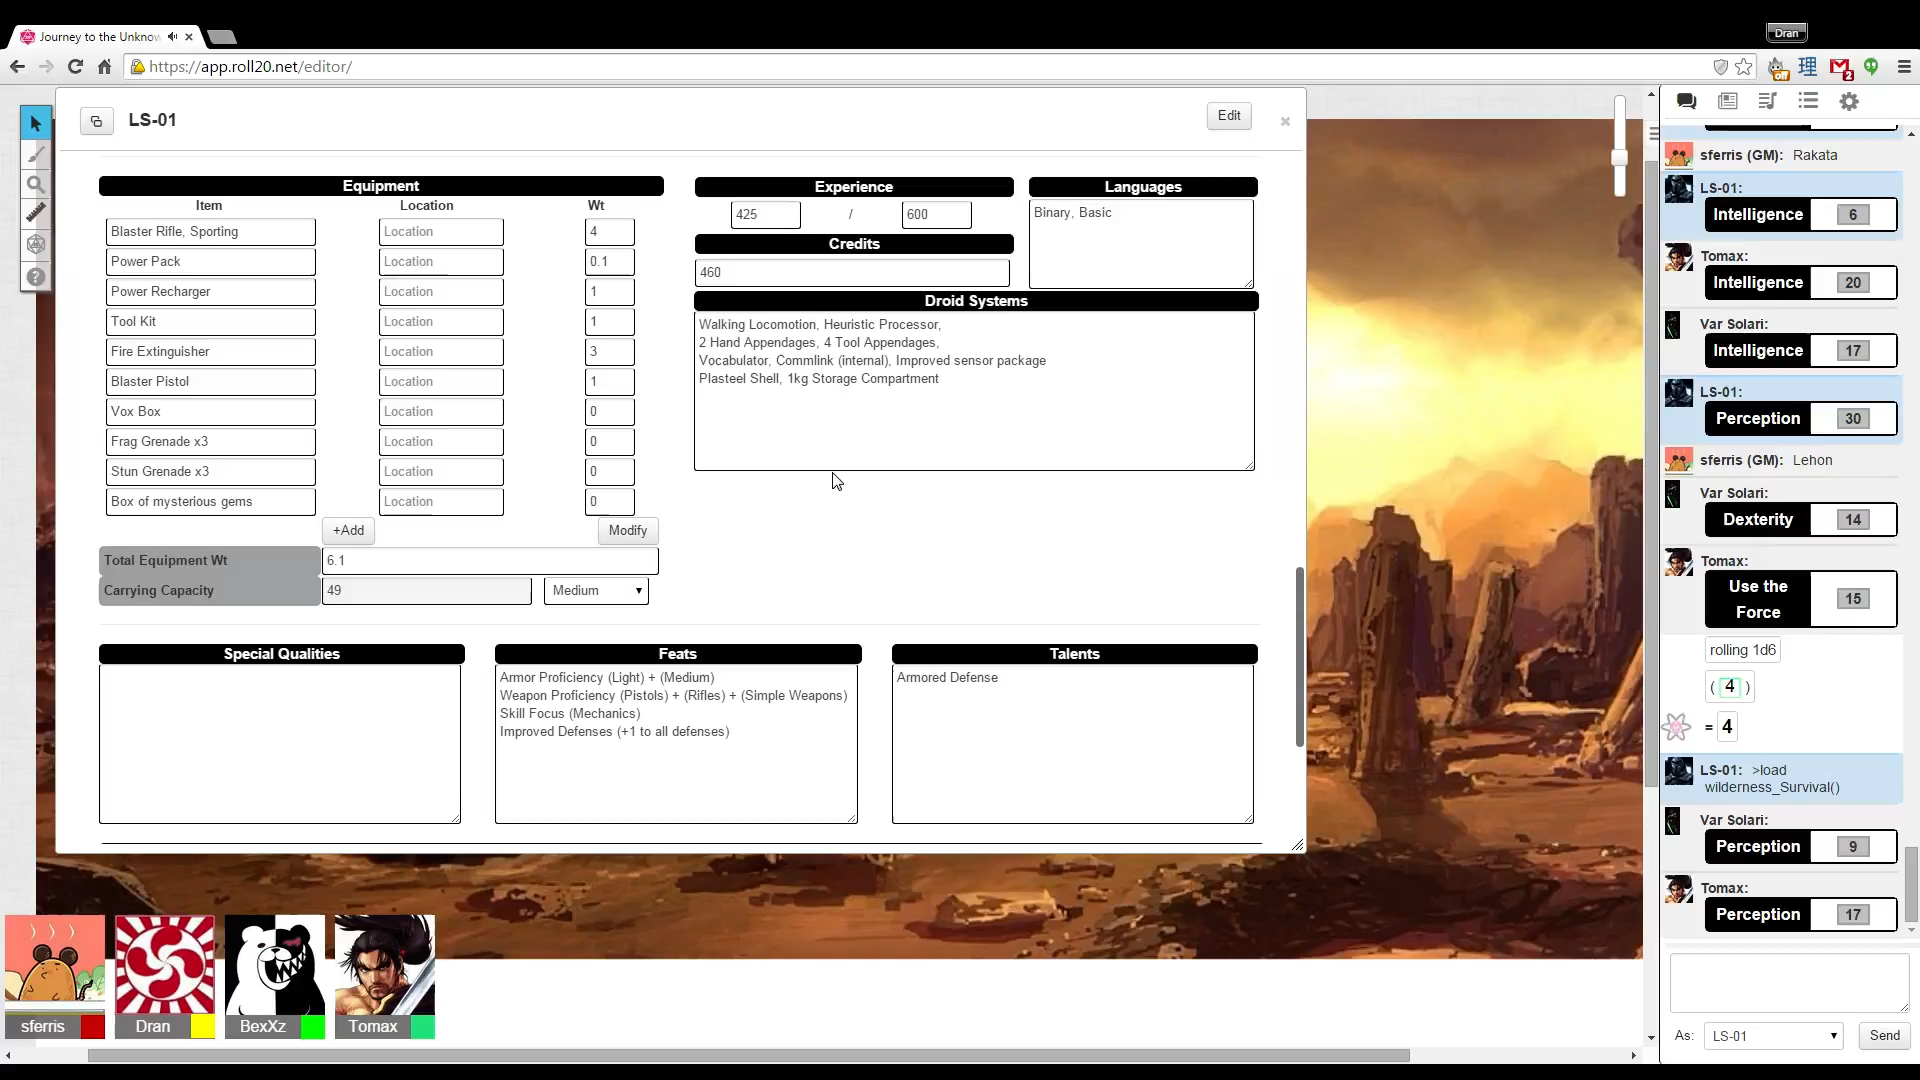 Dran
Journey to the Unknow
https://app.roll20.net/editor/
off
理
2
LS-01
Edit
Equipment
Item Location Wt
Blaster Rifle, Sporting Location 4
Power Pack Location 0.1
Power Recharger Location 1
Tool Kit Location 1
Fire Extinguisher Location 3
Blaster Pistol Location 1
Vox Box Location 0
Frag Grenade x3 Location 0
Stun Grenade x3 Location 0
Box of mysterious gems Location 0
+Add Modify
Total Equipment Wt 6.1
Carrying Capacity 49 Medium
Experience
425 / 600
Credits
460
Languages
Binary, Basic
Droid Systems
Walking Locomotion, Heuristic Processor,
2 Hand Appendages, 4 Tool Appendages,
Vocabulator, Commlink (internal), Improved sensor package
Plasteel Shell, 1kg Storage Compartment
Special Qualities
Feats
Armor Proficiency (Light) + (Medium)
Weapon Proficiency (Pistols) + (Rifles) + (Simple Weapons)
Skill Focus (Mechanics)
Improved Defenses (+1 to all defenses)
Talents
Armored Defense
sferris
Dran
BexXz
Tomax
sferris (GM): Rakata
LS-01:
Intelligence 6
Tomax:
Intelligence 20
Var Solari:
Intelligence 17
LS-01:
Perception 30
sferris (GM): Lehon
Var Solari:
Dexterity 14
Tomax:
Use the
Force 15
rolling 1d6
( 4 )
= 4
LS-01: >load
wilderness_Survival()
Var Solari:
Perception 9
Tomax:
Perception 17
As: LS-01 Send